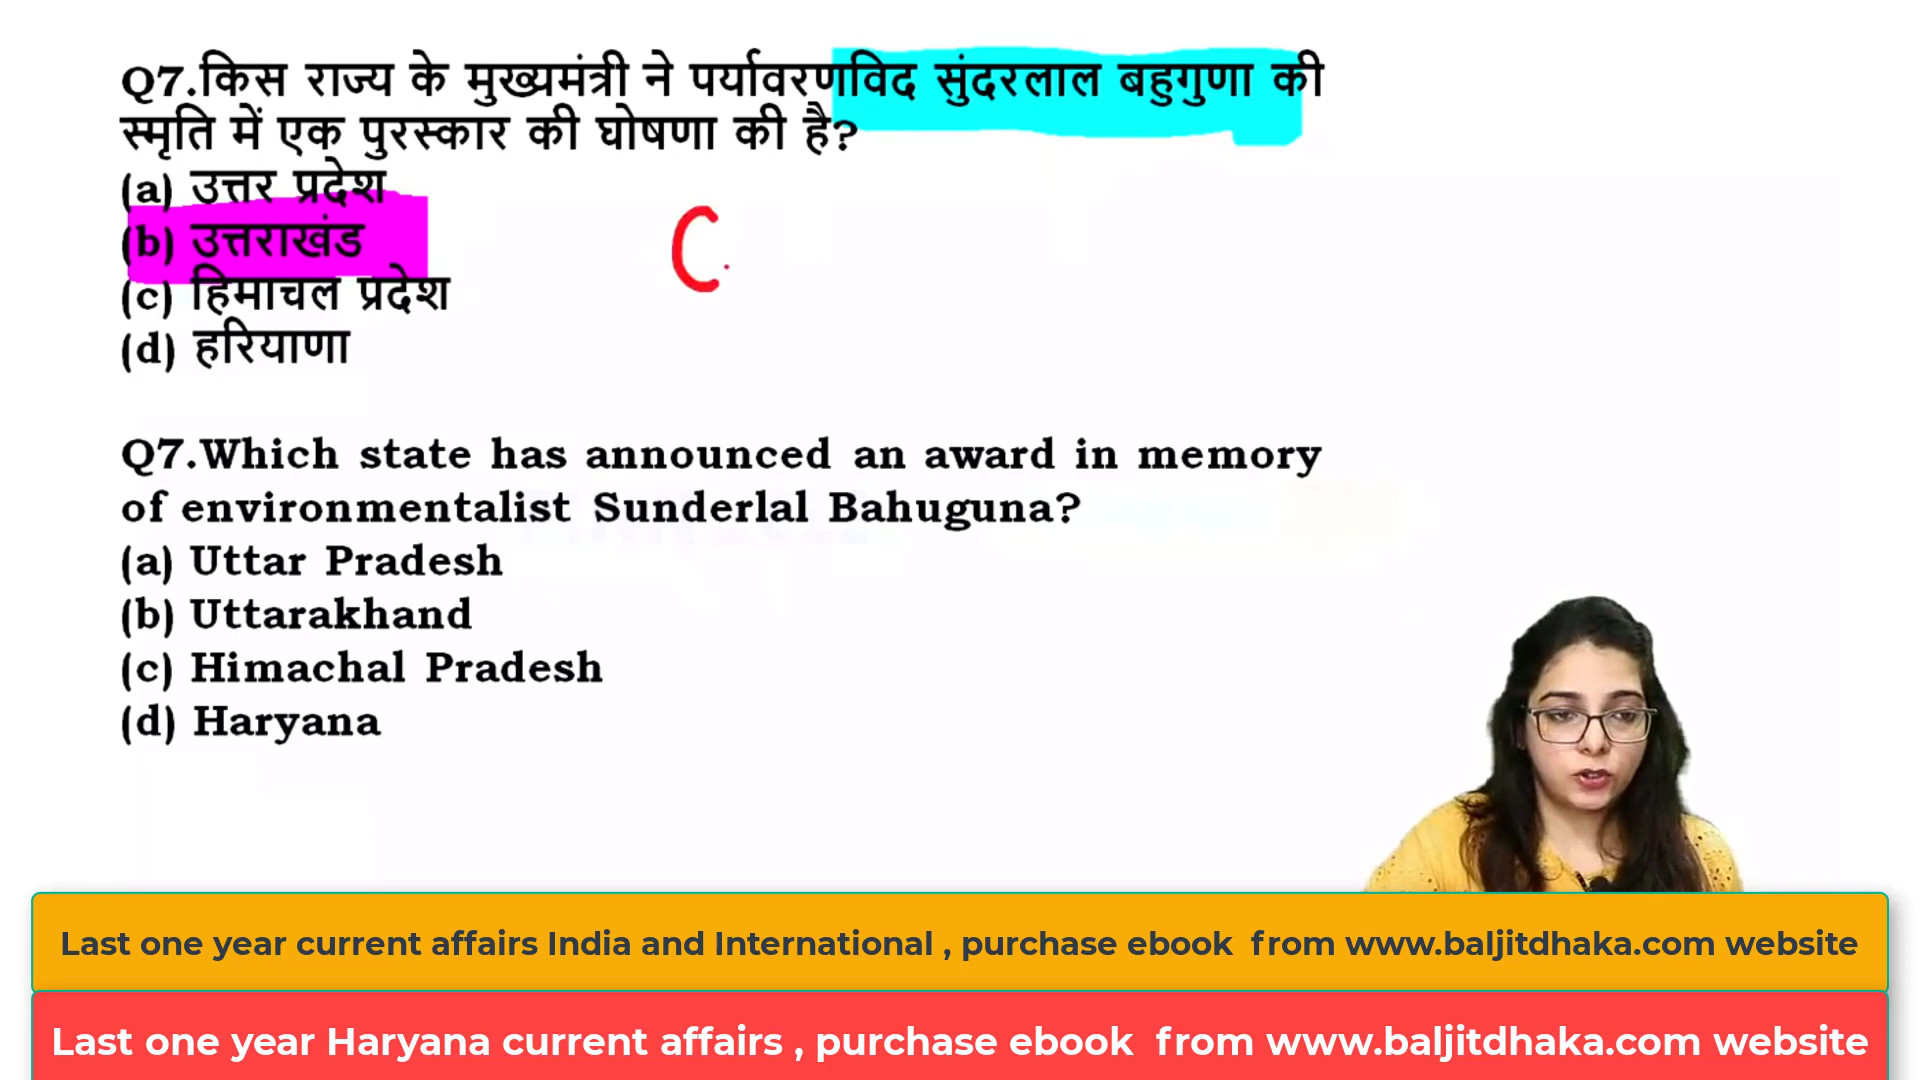 Q7.किस राज्य के मुख्यमंत्री ने पर्यावरणविद सुंदरलाल बहुगुणा की
स्मृति में एक पुरस्कार की घोषणा की है?
(a) उत्तर प्रदेश
(b) उत्तराखंड
(c) हिमाचल प्रदेश
(d) हरियाणा
C
Q7.Which state has announced an award in memory
of environmentalist Sunderlal Bahuguna?
(a) Uttar Pradesh
(b) Uttarakhand
(c) Himachal Pradesh
(d) Haryana
Last one year current affairs India and International , purchase ebook from www.baljitdhaka.com website
Last one year Haryana current affairs , purchase ebook from www.baljitdhaka.com website